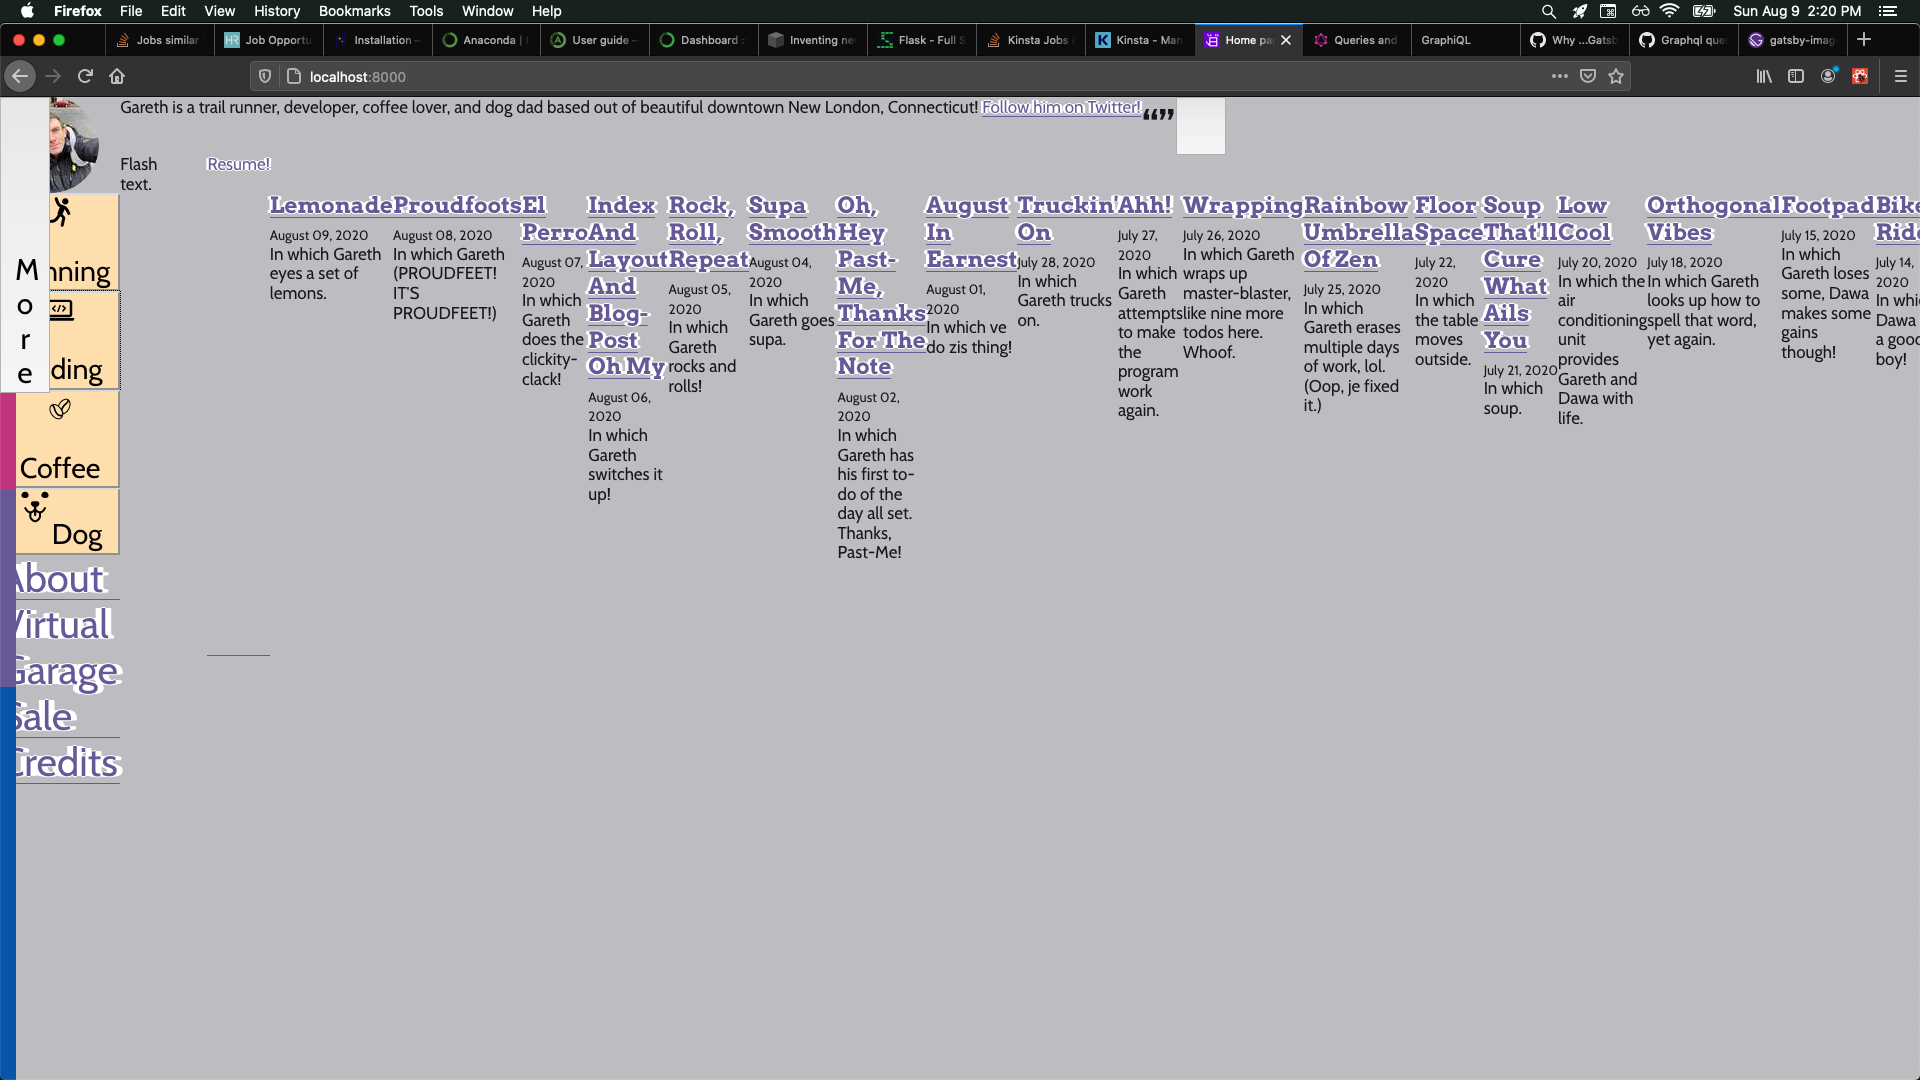 Firefox File Edit View History Bookmarks Tools Window Help Sun Aug 9 2:20 PM
Jobs similar HR Job Opportu Installation – Anaconda | User guide — Dashboard :: Inventing ne Flask - Full S Kinsta Jobs K Kinsta - Man Home pa Queries and GraphiQL Why ...Gatsb Graphql que gatsby-imag
localhost:8000
Gareth is a trail runner, developer, coffee lover, and dog dad based out of beautiful downtown New London, Connecticut! Follow him on Twitter! “”
Flash
text.
Resume!
M
o
r
e
nning
ding
Coffee
Dog
About
Virtual
Garage
Sale
Credits
Lemonade
August 09, 2020
In which Gareth
eyes a set of
lemons.
Proudfoots
August 08, 2020
In which Gareth
(PROUDFEET!
IT'S
PROUDFEET!)
El
Perro
August 07,
2020
In which
Gareth
does the
clickity-
clack!
Index
And
Layout
And
Blog-
Post
Oh My
August 06,
2020
In which
Gareth
switches it
up!
Rock,
Roll,
Repeat
August 05,
2020
In which
Gareth
rocks and
rolls!
Supa
Smooth
August 04,
2020
In which
Gareth goes
supa.
Oh,
Hey
Past-
Me,
Thanks
For The
Note
August 02,
2020
In which
Gareth has
his first to-
do of the
day all set.
Thanks,
Past-Me!
August
In
Earnest
August 01,
2020
In which ve
do zis thing!
Truckin'
On
July 28, 2020
In which
Gareth trucks
on.
Ahh!
July 27,
2020
In which
Gareth
attempts
to make
the
program
work
again.
Wrapping
July 26, 2020
In which Gareth
wraps up
master-blaster,
like nine more
todos here.
Whoof.
Rainbow
Umbrella
Of Zen
July 25, 2020
In which
Gareth erases
multiple days
of work, lol.
(Oop, je fixed
it.)
Floor
Space
July 22,
2020
In which
the table
moves
outside.
Soup
That'll
Cure
What
Ails
You
July 21, 2020
In which
soup.
Low
Cool
July 20, 2020
In which the
air
conditioning
unit
provides
Gareth and
Dawa with
life.
Orthogonal
Vibes
July 18, 2020
In which Gareth
looks up how to
spell that word,
yet again.
Footpad
July 15, 2020
In which
Gareth loses
some, Dawa
makes some
gains
though!
Bike
Ride
July 14,
2020
In which
Dawa
a good
boy!